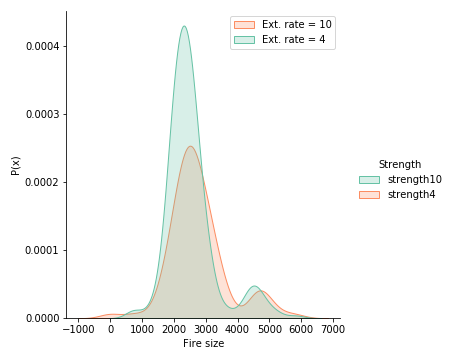 Ext. rate = 10
Ext. rate = 4
0.0004
0.0003
0.0002
0.0001
0.0000
P(x)
Strength
strength10
strength4
−1000 0 1000 2000 3000 4000 5000 6000 7000
Fire size